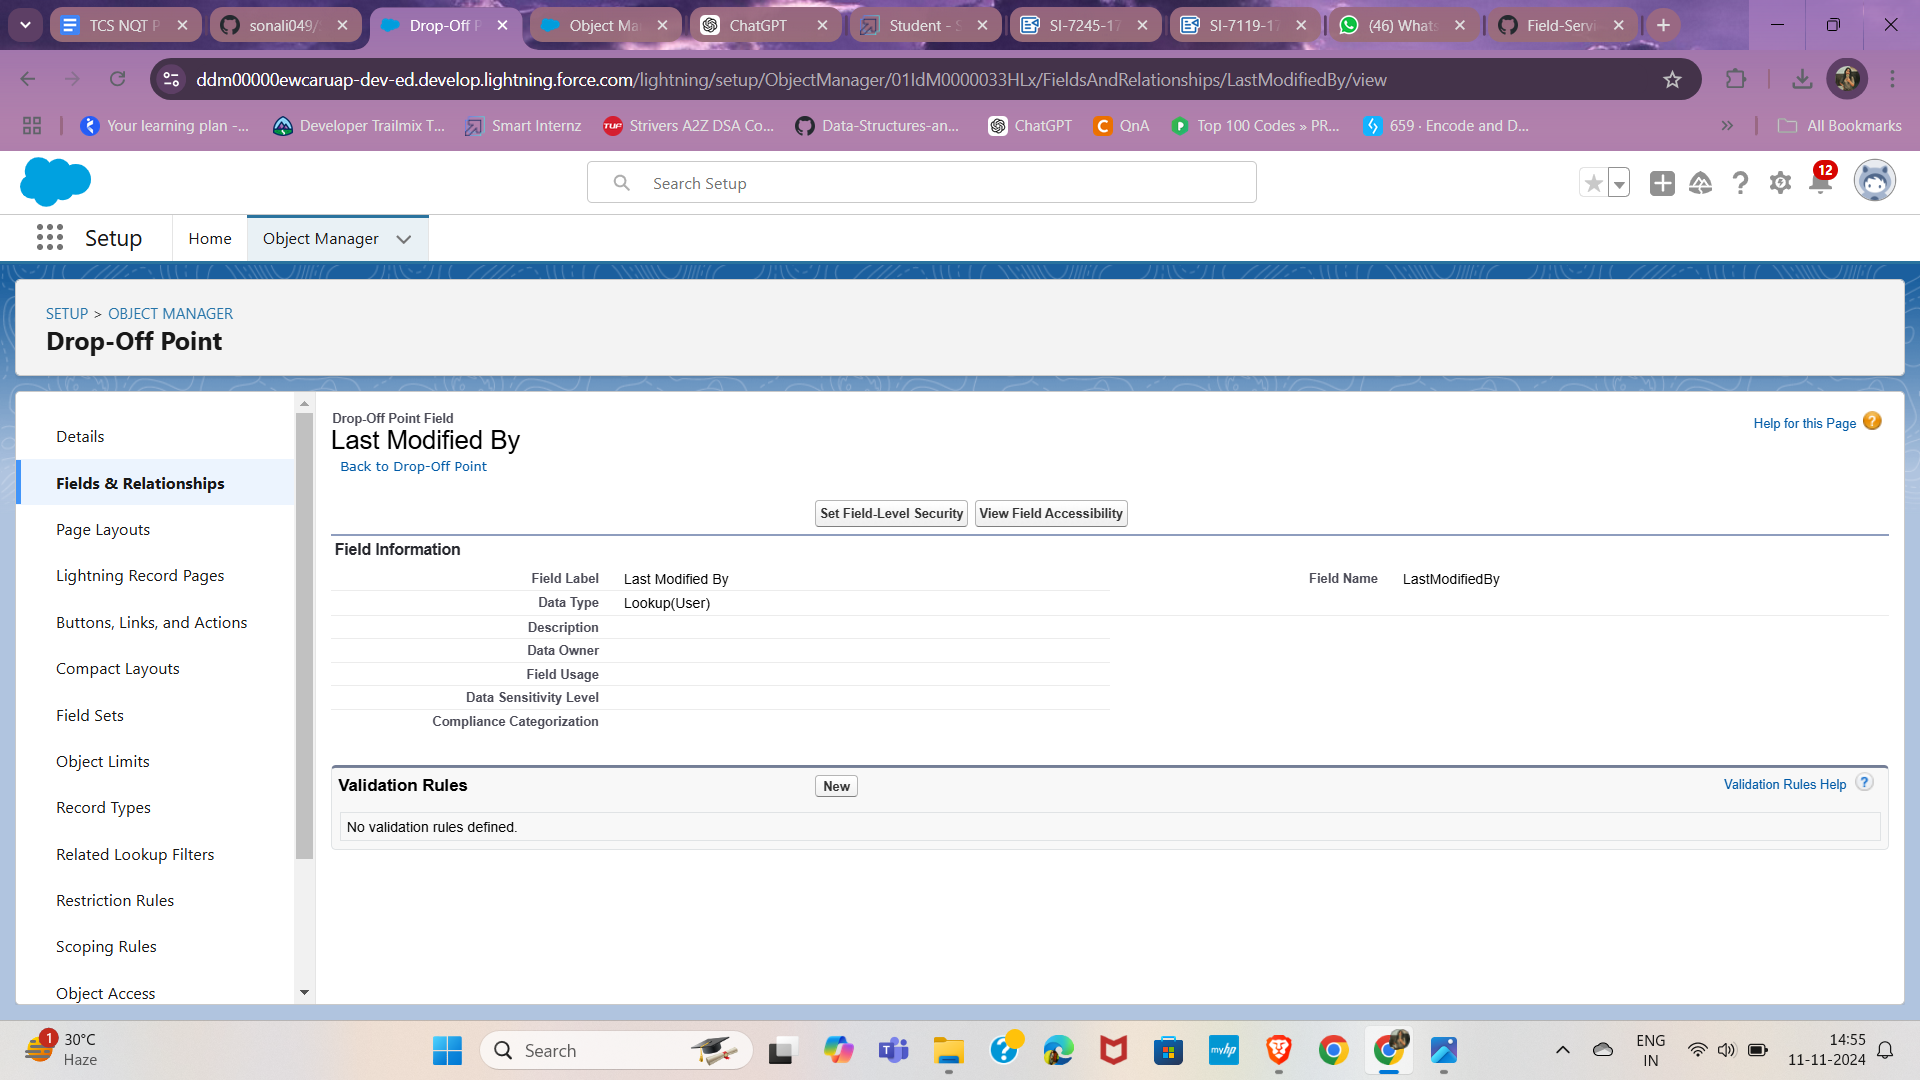 TCS NQT P
sonali049/
Drop-Off P
Object Ma
ChatGPT
Student - S
SI-7245-17
SI-7119-17
(46) Whats
Field-Servi
ddm00000ewcaruap-dev-ed.develop.lightning.force.com/lightning/setup/ObjectManager/01IdM0000033HLx/FieldsAndRelationships/LastModifiedBy/view
Your learning plan -...
Developer Trailmix T...
Smart Internz
TUF
Strivers A2Z DSA Co...
Data-Structures-an...
ChatGPT
QnA
Top 100 Codes » PR...
659 · Encode and D...
All Bookmarks
Search Setup
12
Setup
Home
Object Manager
SETUP > OBJECT MANAGER
Drop-Off Point
Details
Fields & Relationships
Page Layouts
Lightning Record Pages
Buttons, Links, and Actions
Compact Layouts
Field Sets
Object Limits
Record Types
Related Lookup Filters
Restriction Rules
Scoping Rules
Object Access
Drop-Off Point Field
Last Modified By
Back to Drop-Off Point
Help for this Page
Set Field-Level Security
View Field Accessibility
Field Information
Field Label Last Modified By
Field Name LastModifiedBy
Data Type Lookup(User)
Description
Data Owner
Field Usage
Data Sensitivity Level
Compliance Categorization
Validation Rules
New
Validation Rules Help
No validation rules defined.
1
30°C
Haze
Search
myhp
ENG
IN
14:55
11-11-2024